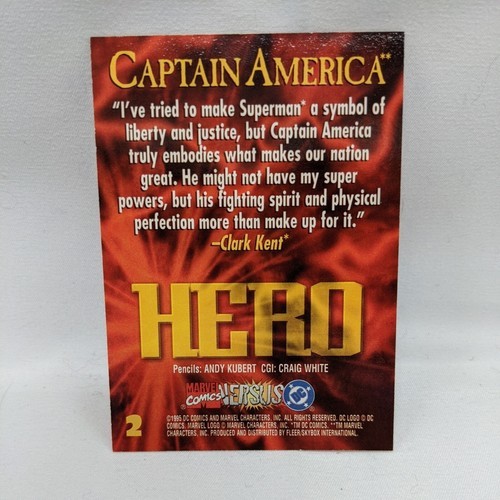 CAPTAIN AMERICA**
"I've tried to make Superman* a symbol of
liberty and justice, but Captain America
truly embodies what makes our nation
great. He might not have my super
powers, but his fighting spirit and physical
perfection more than make up for it."
–Clark Kent*
HERO
Pencils: ANDY KUBERT CGI: CRAIG WHITE
MARVEL COMICS VERSUS DC
2
©1995 DC COMICS AND MARVEL CHARACTERS, INC. ALL RIGHTS RESERVED. DC LOGO © DC
COMICS. MARVEL LOGO © MARVEL CHARACTERS, INC. *TM DC COMICS. **TM MARVEL
CHARACTERS, INC. PRODUCED AND DISTRIBUTED BY FLEER/SKYBOX INTERNATIONAL.